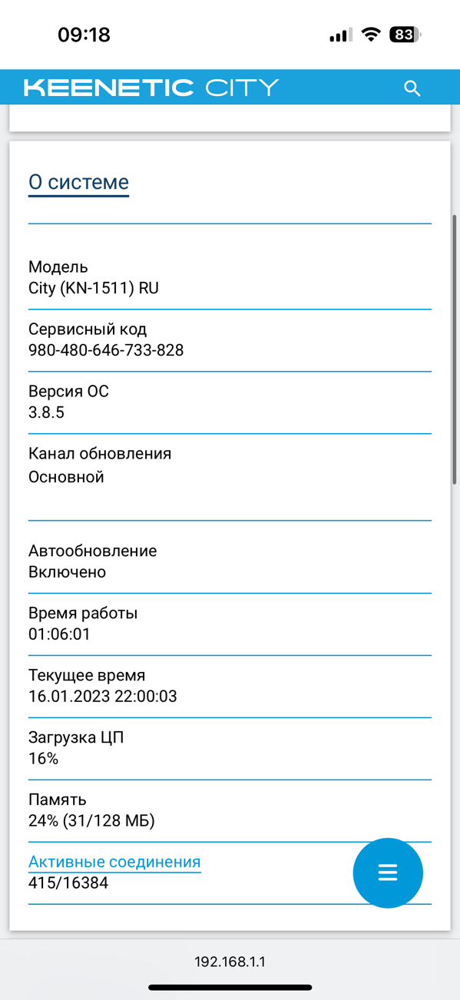 09:18
83
KEENETIC CITY
О системе
Модель
City (KN-1511) RU
Сервисный код
980-480-646-733-828
Версия ОС
3.8.5
Канал обновления
Основной
Автообновление
Включено
Время работы
01:06:01
Текущее время
16.01.2023 22:00:03
Загрузка ЦП
16%
Память
24% (31/128 МБ)
Активные соединения
415/16384
192.168.1.1